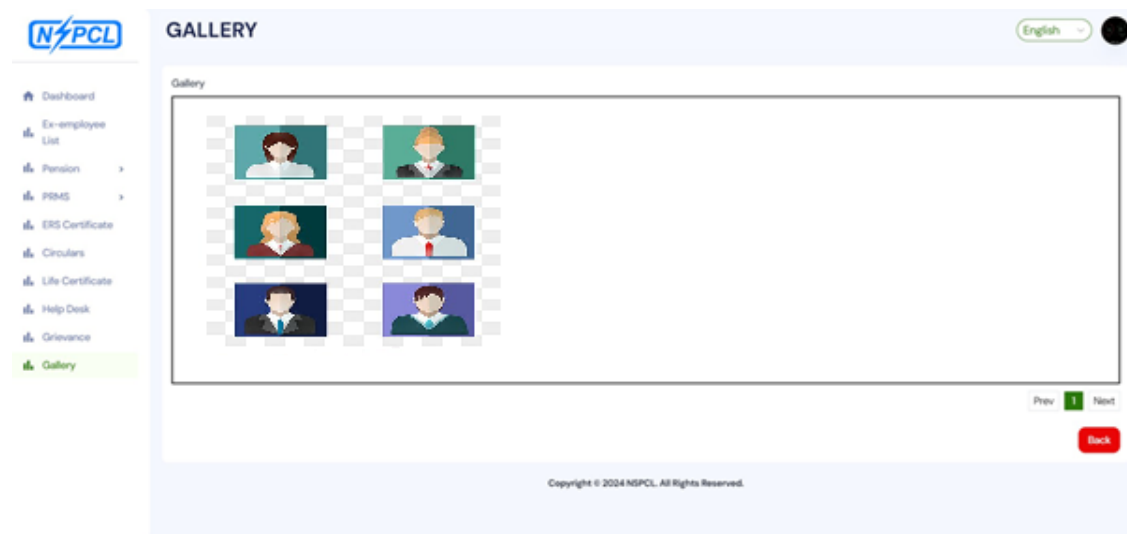 NSPCL
GALLERY
English
Dashboard
Ex-employee
List
Pension
PRMS
ERS Certificate
Circulars
Life Certificate
Help Desk
Grievance
Gallery
Gallery
Prev 1 Next
Back
Copyright © 2024 NSPCL. All Rights Reserved.